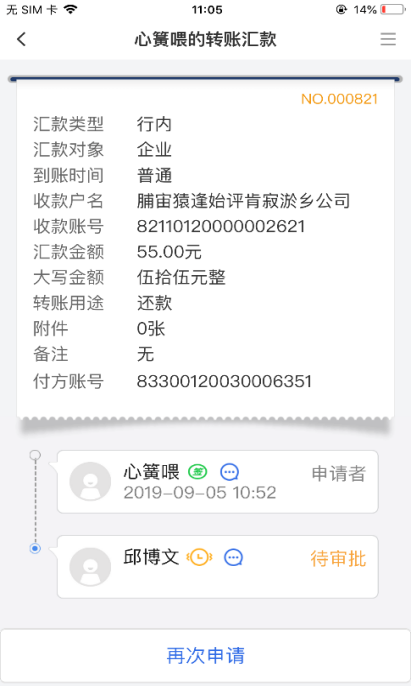 无 SIM 卡 11:05 14%
心簧喂的转账汇款
NO.000821
汇款类型 行内
汇款对象 企业
到账时间 普通
收款户名 脯宙猿逢始评肯寂淤乡公司
收款账号 82110120000002621
汇款金额 55.00元
大写金额 伍拾伍元整
转账用途 还款
附件 0张
备注 无
付方账号 83300120030006351
心簧喂 签 申请者
2019-09-05 10:52
邱博文 待审批
再次申请